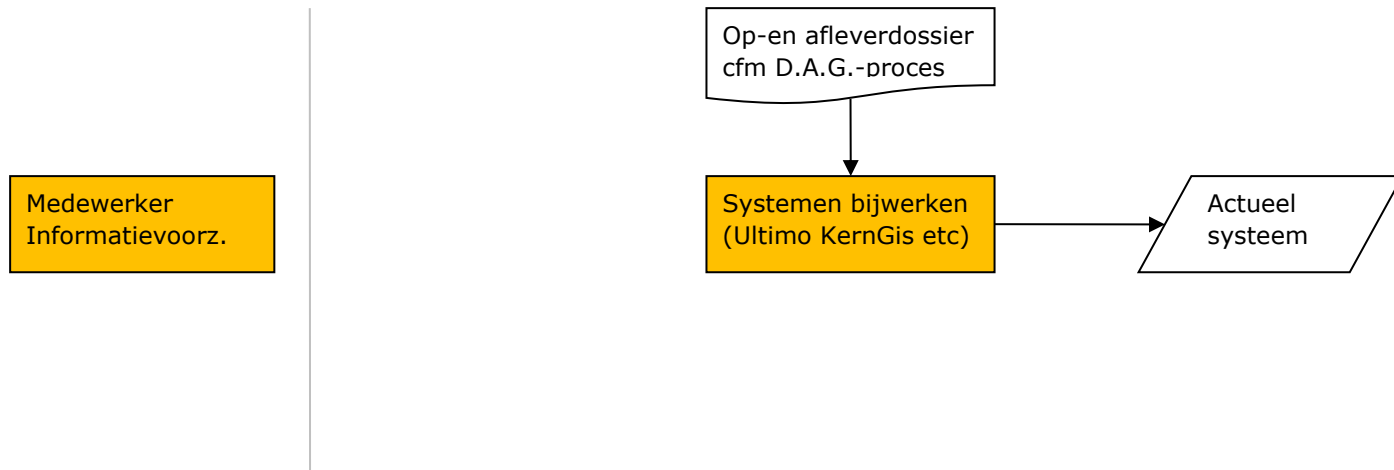 Op-en afleverdossier
cfm D.A.G.-proces
Medewerker
Informatievoorz.
Systemen bijwerken
(Ultimo KernGis etc)
Actueel
systeem